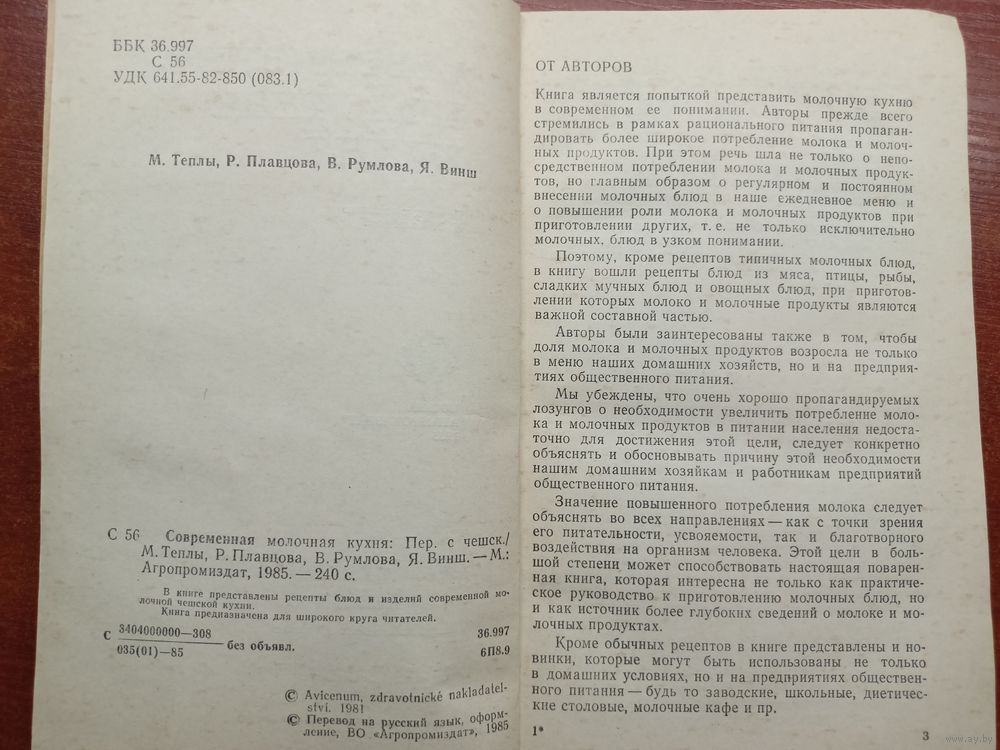 ББК 36.997
С 56
УДК 641.55-82-850 (083.1)
М. Теплы, Р. Плавцова, В. Румлова, Я. Винш
С 56 Современная молочная кухня: Пер. с чешск./
М. Теплы, Р. Плавцова, В. Румлова, Я. Винш. — М.:
Агропромиздат, 1985. — 240 с.
В книге представлены рецепты блюд и изделий современной мо-
лочной чешской кухни.
Книга предназначена для широкого круга читателей.
С 3404000000—308 без объявл. 36.997
035(01)—85 6П8.9
© Avicenum, zdravotnické nakladatel-
ství. 1981
© Перевод на русский язык, оформ-
ление, ВО «Агропромиздат», 1985
ОТ АВТОРОВ
Книга является попыткой представить молочную кухню
в современном ее понимании. Авторы прежде всего
стремились в рамках рационального питания пропаган-
дировать более широкое потребление молока и молоч-
ных продуктов. При этом речь шла не только о непо-
средственном потреблении молока и молочных продук-
тов, но главным образом о регулярном и постоянном
внесении молочных блюд в наше ежедневное меню и
о повышении роли молока и молочных продуктов при
приготовлении других, т. е. не только исключительно
молочных, блюд в узком понимании.
Поэтому, кроме рецептов типичных молочных блюд,
в книгу вошли рецепты блюд из мяса, птицы, рыбы,
сладких мучных блюд и овощных блюд, при приготов-
лении которых молоко и молочные продукты являются
важной составной частью.
Авторы были заинтересованы также в том, чтобы
доля молока и молочных продуктов возросла не только
в меню наших домашних хозяйств, но и на предприя-
тиях общественного питания.
Мы убеждены, что очень хорошо пропагандируемых
лозунгов о необходимости увеличить потребление моло-
ка и молочных продуктов в питании населения недоста-
точно для достижения этой цели, следует конкретно
объяснять и обосновывать причину этой необходимости
нашим домашним хозяйкам и работникам предприятий
общественного питания.
Значение повышенного потребления молока следует
объяснять во всех направлениях — как с точки зрения
его питательности, усвояемости, так и благотворного
воздействия на организм человека. Этой цели в боль-
шой степени может способствовать настоящая поварен-
ная книга, которая интересна не только как практиче-
ское руководство к приготовлению молочных блюд, но
и как источник более глубоких сведений о молоке и мо-
лочных продуктах.
Кроме обычных рецептов в книге представлены и но-
винки, которые могут быть использованы не только
в домашних условиях, но и на предприятиях обществен-
ного питания — будь то заводские, школьные, диетиче-
ские столовые, молочные кафе и пр.
1* 3
www.ay.by